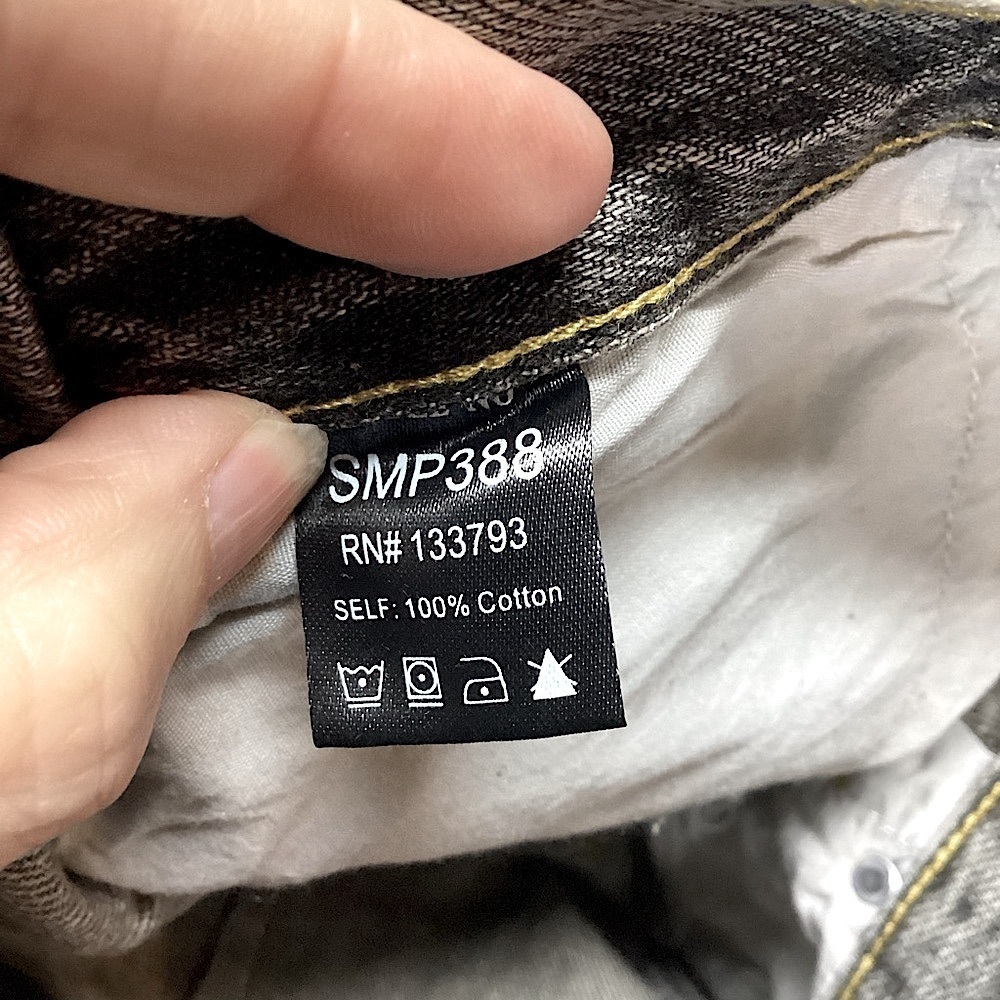 SMP388
RN# 133793
SELF: 100% Cotton